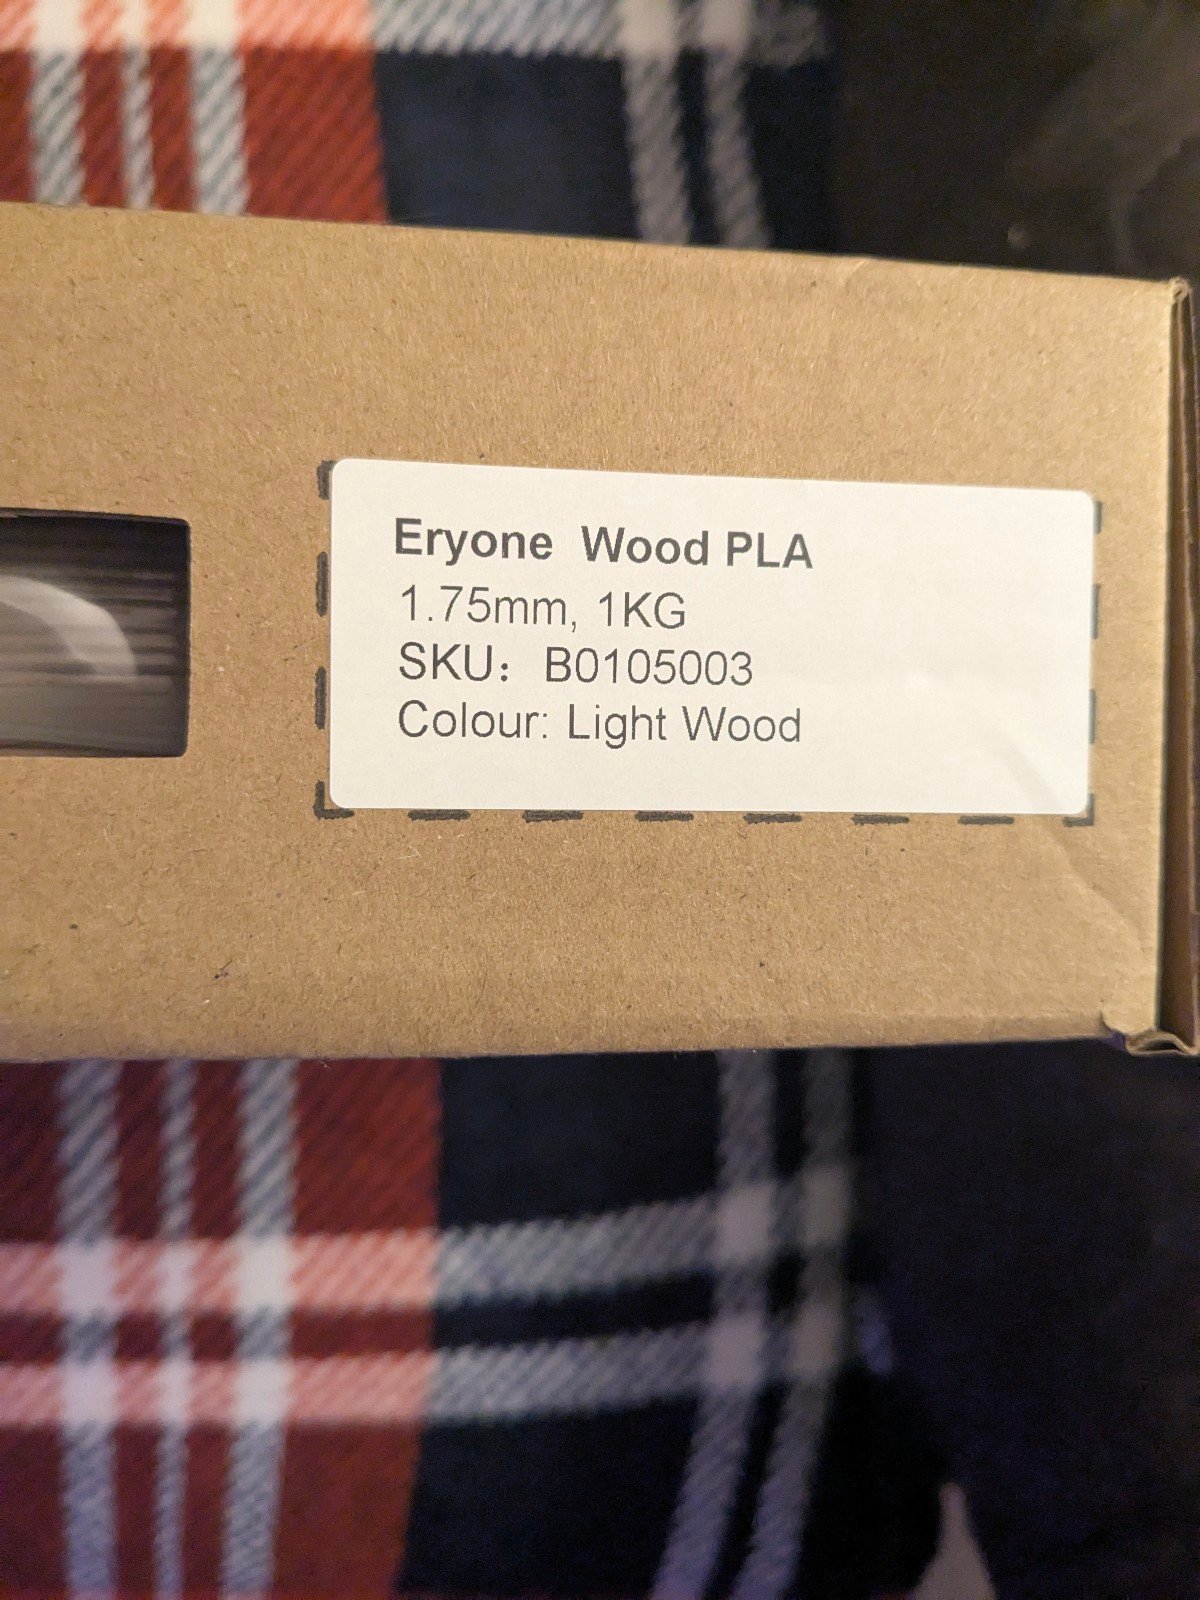 Eryone Wood PLA
1.75mm, 1KG
SKU： B0105003
Colour: Light Wood